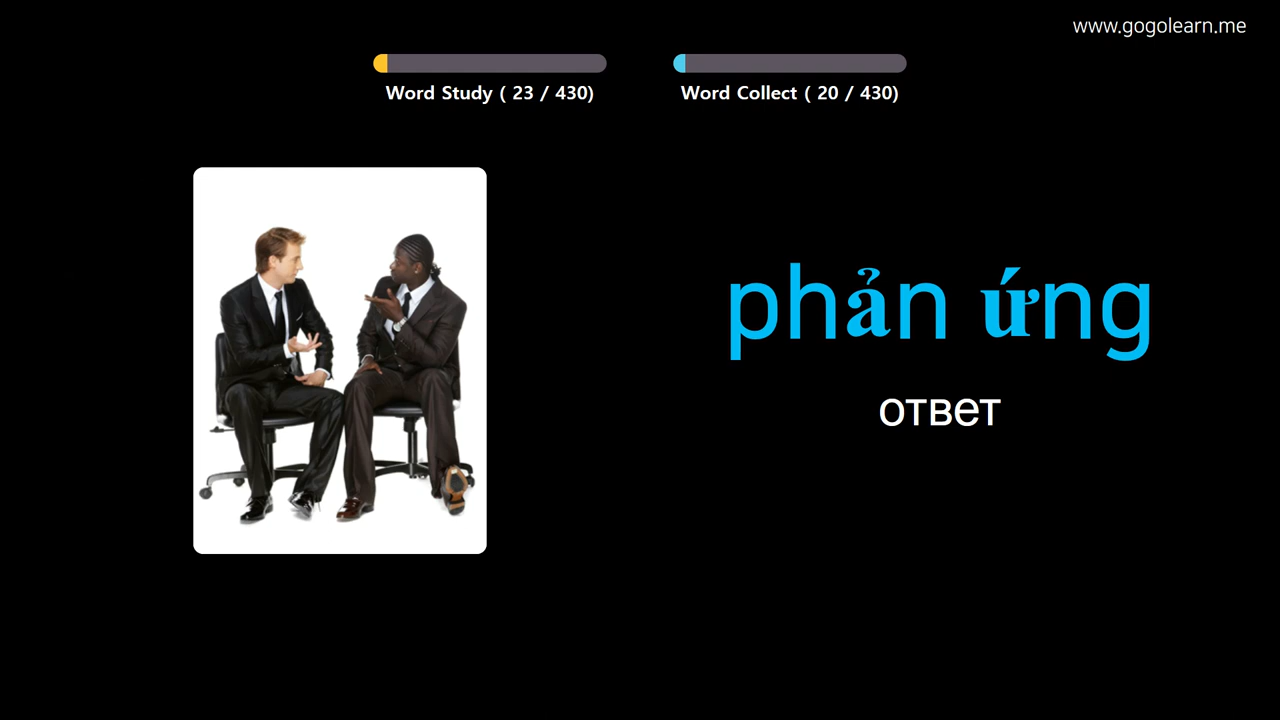 www.gogolearn.me
Word Study ( 23 / 430)
Word Collect ( 20 / 430)
phản ứng
ответ